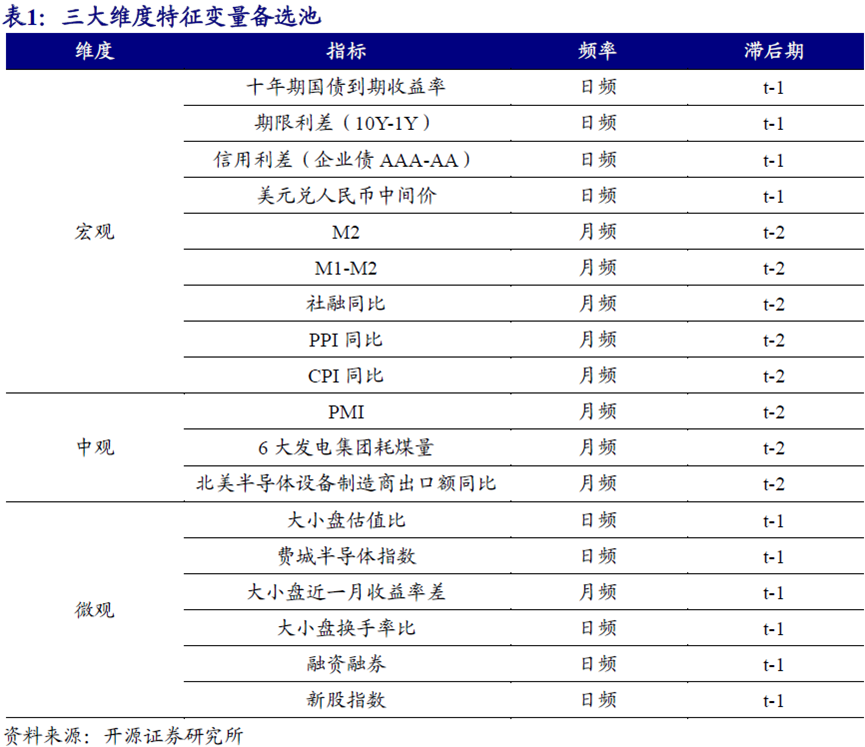 表1：三大维度特征变量备选池
维度 指标 频率 滞后期
十年期国债到期收益率 日频 t-1
期限利差（10Y-1Y） 日频 t-1
信用利差（企业债 AAA-AA） 日频 t-1
美元兑人民币中间价 日频 t-1
宏观 M2 月频 t-2
M1-M2 月频 t-2
社融同比 月频 t-2
PPI 同比 月频 t-2
CPI 同比 月频 t-2
PMI 月频 t-2
中观 6 大发电集团耗煤量 月频 t-2
北美半导体设备制造商出口额同比 月频 t-2
大小盘估值比 日频 t-1
费城半导体指数 日频 t-1
微观 大小盘近一月收益率差 月频 t-1
大小盘换手率比 日频 t-1
融资融券 日频 t-1
新股指数 日频 t-1
资料来源：开源证券研究所